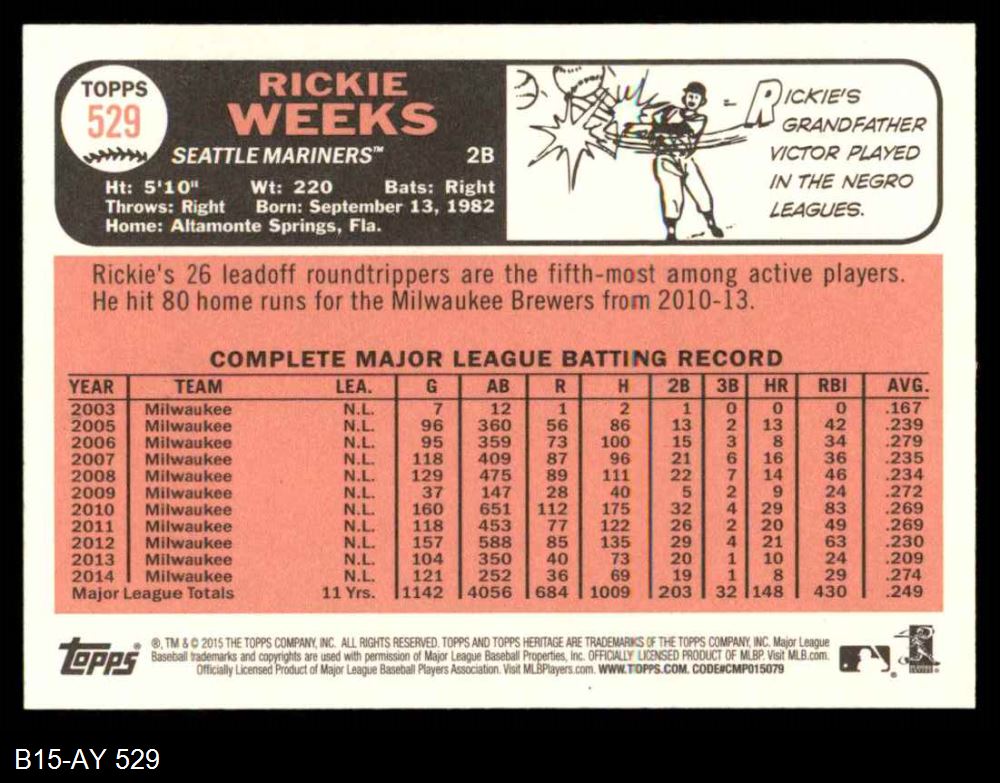 TOPPS
529
RICKIE
WEEKS
SEATTLE MARINERS™ 2B
Ht: 5'10" Wt: 220 Bats: Right
Throws: Right Born: September 13, 1982
Home: Altamonte Springs, Fla.
RICKIE'S
GRANDFATHER
VICTOR PLAYED
IN THE NEGRO
LEAGUES.
Rickie's 26 leadoff roundtrippers are the fifth-most among active players.
He hit 80 home runs for the Milwaukee Brewers from 2010-13.
COMPLETE MAJOR LEAGUE BATTING RECORD
YEAR TEAM LEA. G AB R H 2B 3B HR RBI AVG.
2003 Milwaukee N.L. 7 12 1 2 1 0 0 0 .167
2005 Milwaukee N.L. 96 360 56 86 13 2 13 42 .239
2006 Milwaukee N.L. 95 359 73 100 15 3 8 34 .279
2007 Milwaukee N.L. 118 409 87 96 21 6 16 36 .235
2008 Milwaukee N.L. 129 475 89 111 22 7 14 46 .234
2009 Milwaukee N.L. 37 147 28 40 5 2 9 24 .272
2010 Milwaukee N.L. 160 651 112 175 32 4 29 83 .269
2011 Milwaukee N.L. 118 453 77 122 26 2 20 49 .269
2012 Milwaukee N.L. 157 588 85 135 29 4 21 63 .230
2013 Milwaukee N.L. 104 350 40 73 20 1 10 24 .209
2014 Milwaukee N.L. 121 252 36 69 19 1 8 29 .274
Major League Totals 11 Yrs. 1142 4056 684 1009 203 32 148 430 .249
Topps®
®, TM & © 2015 THE TOPPS COMPANY, INC. ALL RIGHTS RESERVED. TOPPS AND TOPPS HERITAGE ARE TRADEMARKS OF THE TOPPS COMPANY, INC. Major League
Baseball trademarks and copyrights are used with permission of Major League Baseball Properties, Inc. OFFICIALLY LICENSED PRODUCT OF MLBP. Visit MLB.com.
Officially Licensed Product of Major League Baseball Players Association. Visit MLBPlayers.com. WWW.TOPPS.COM. CODE#CMP015079
B15-AY 529